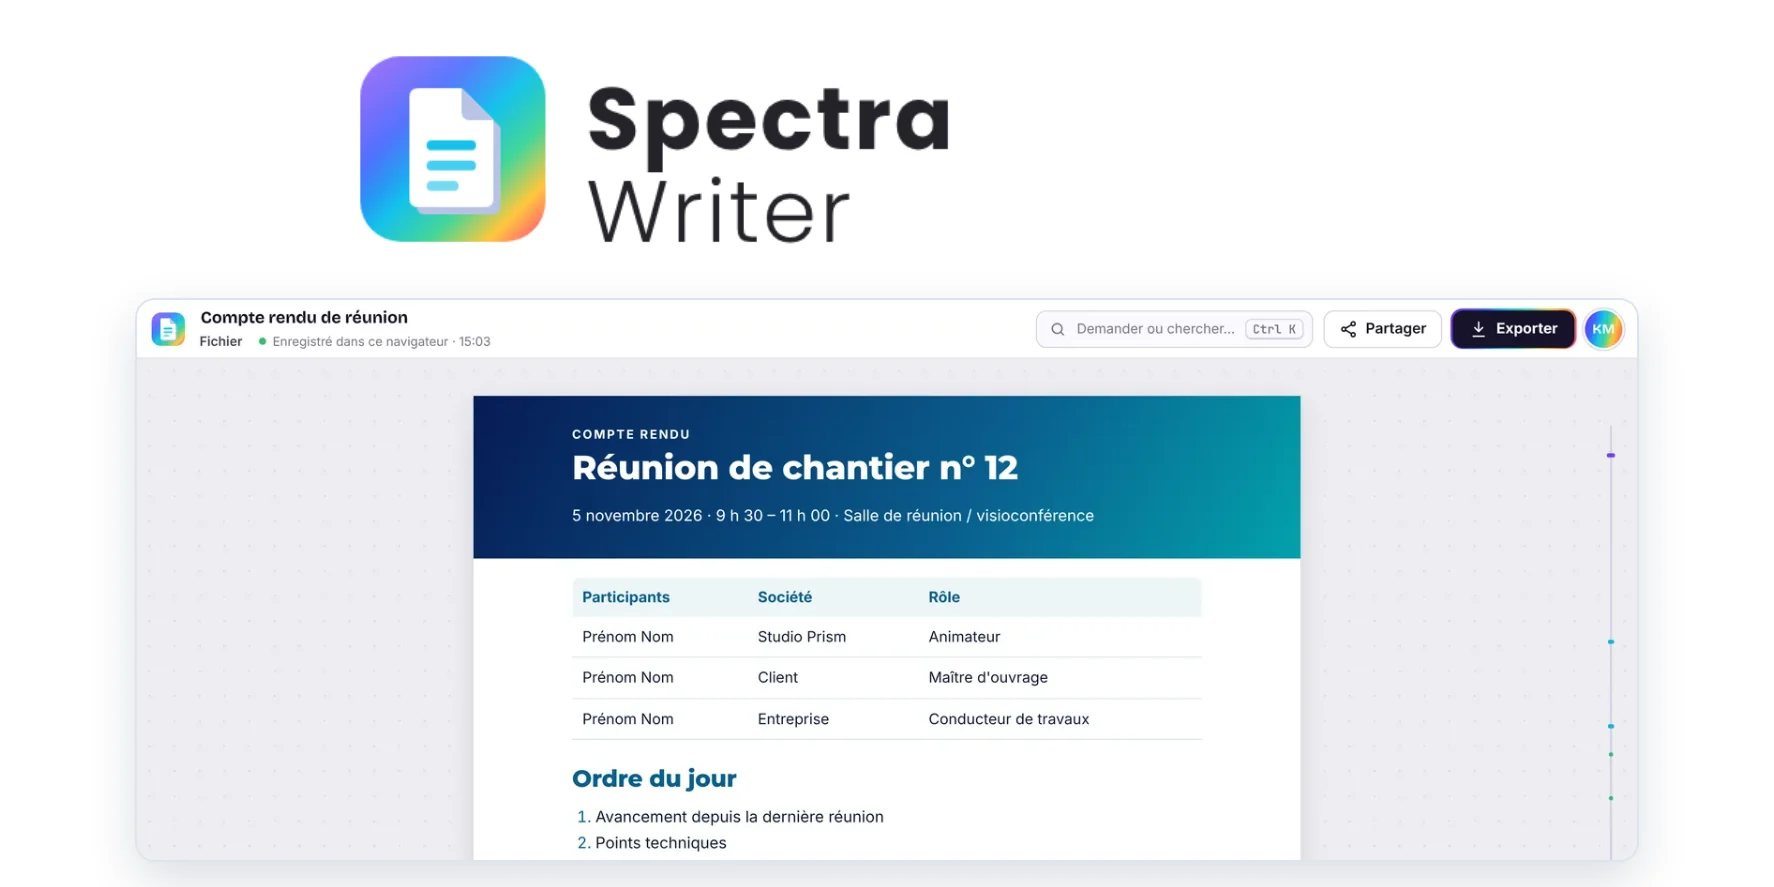 Spectra
Writer
Compte rendu de réunion
Fichier Enregistré dans ce navigateur · 15:03
Demander ou chercher... Ctrl K
Partager
Exporter
KM
COMPTE RENDU
Réunion de chantier n° 12
5 novembre 2026 · 9 h 30 – 11 h 00 · Salle de réunion / visioconférence
Participants Société Rôle
Prénom Nom Studio Prism Animateur
Prénom Nom Client Maître d'ouvrage
Prénom Nom Entreprise Conducteur de travaux
Ordre du jour
1. Avancement depuis la dernière réunion
2. Points techniques